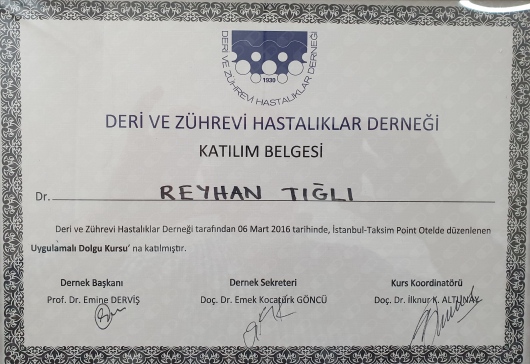 DERİ VE ZÜHREVİ HASTALIKLAR DERNEĞİ
1930
DERİ VE ZÜHREVİ HASTALIKLAR DERNEĞİ
KATILIM BELGESİ
Dr. REYHAN TIĞLI
Deri ve Zührevi Hastalıklar Derneği tarafından 06 Mart 2016 tarihinde, İstanbul-Taksim Point Otelde düzenlenen
Uygulamalı Dolgu Kursu' na katılmıştır.
Dernek Başkanı Dernek Sekreteri Kurs Koordinatörü
Prof. Dr. Emine DERVİŞ Doç. Dr. Emek Kocatürk GÖNCÜ Doç. Dr. İlknur K. ALTUNAY